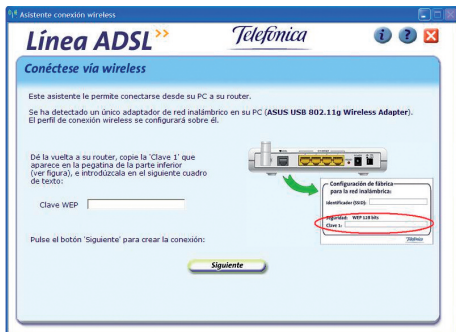 Asistente conexión wireless
Línea ADSL >>
Telefónica
i ?
Conéctese vía wireless
Este asistente le permite conectarse desde su PC a su router.
Se ha detectado un único adaptador de red inalámbrico en su PC (ASUS USB 802.11g Wireless Adapter).
El perfil de conexión wireless se configurará sobre él.
Dé la vuelta a su router, copie la 'Clave 1' que
aparece en la pegatina de la parte inferior
(ver figura), e introdúzcala en el siguiente cuadro
de texto:
Clave WEP
Configuración de fábrica
para la red inalámbrica:
Identificador (SSID):
Seguridad: WEP 128 bits
Clave 1:
Telefónica
Pulse el botón 'Siguiente' para crear la conexión:
Siguiente